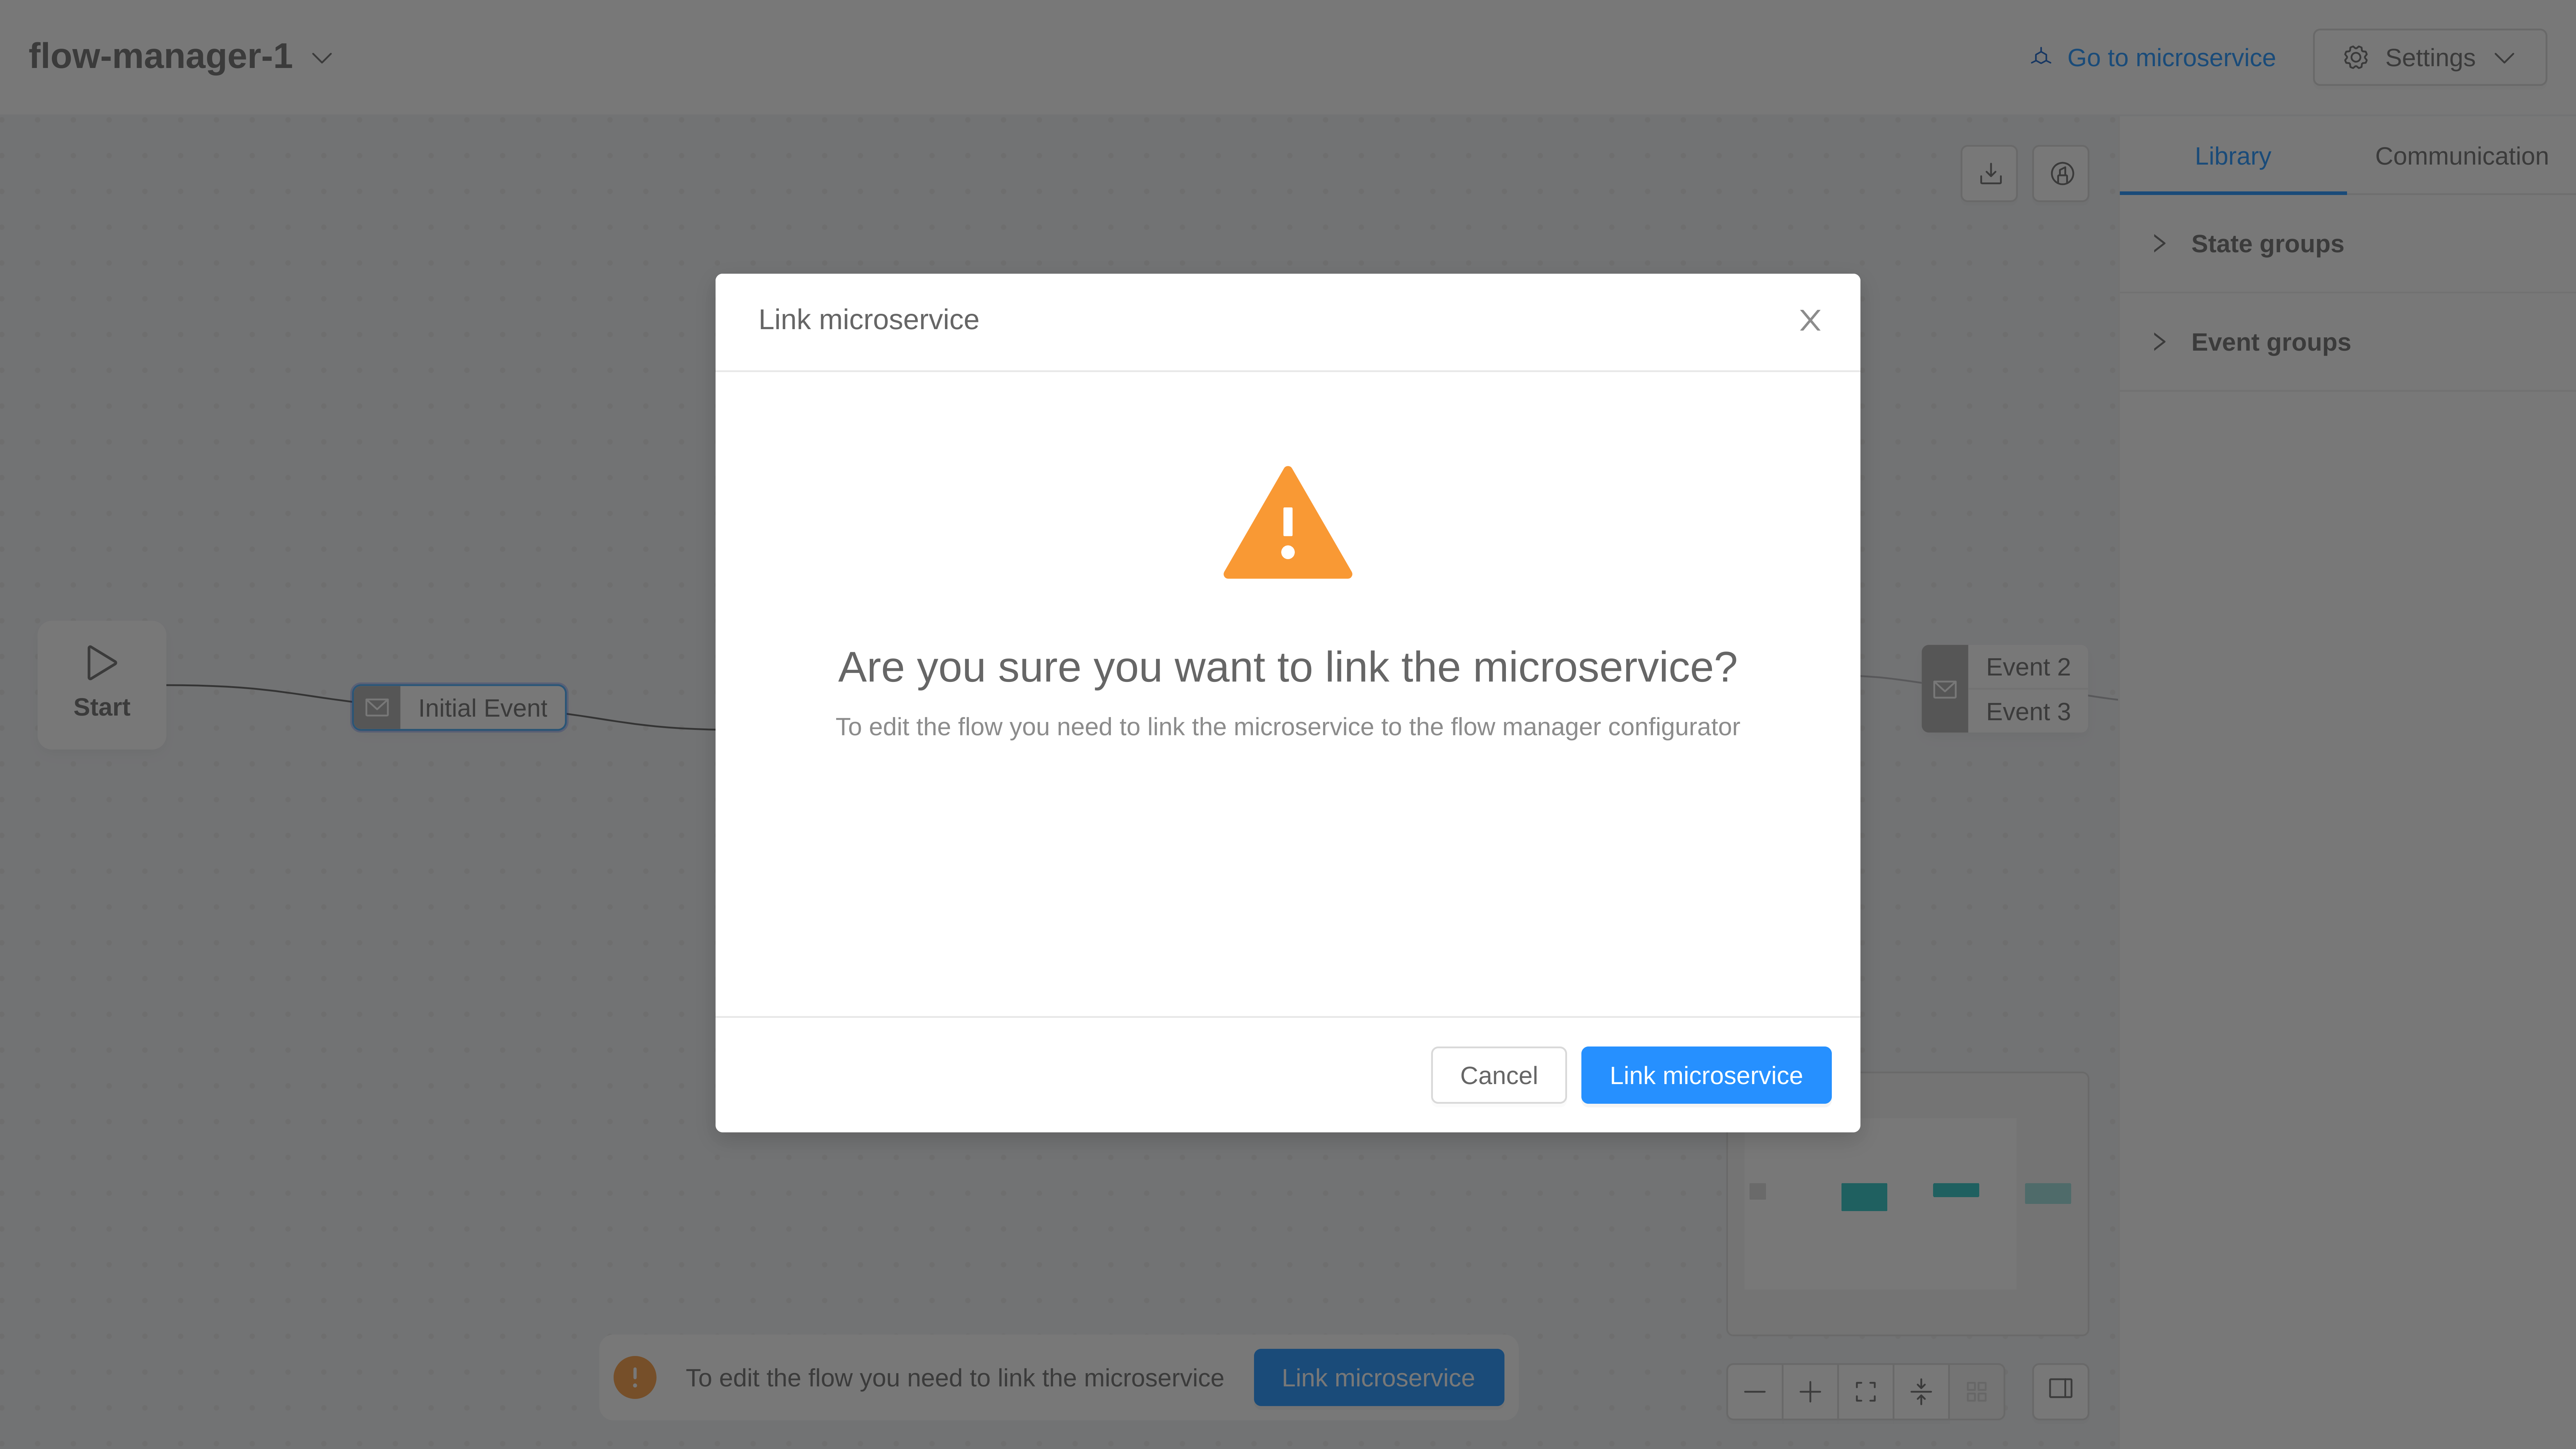 flow-manager-1
Go to microservice
Settings
Library
Communication
State groups
Event groups
Link microservice
Are you sure you want to link the microservice?
To edit the flow you need to link the microservice to the flow manager configurator
Cancel
Link microservice
Start
Initial Event
Event 2
Event 3
To edit the flow you need to link the microservice
Link microservice